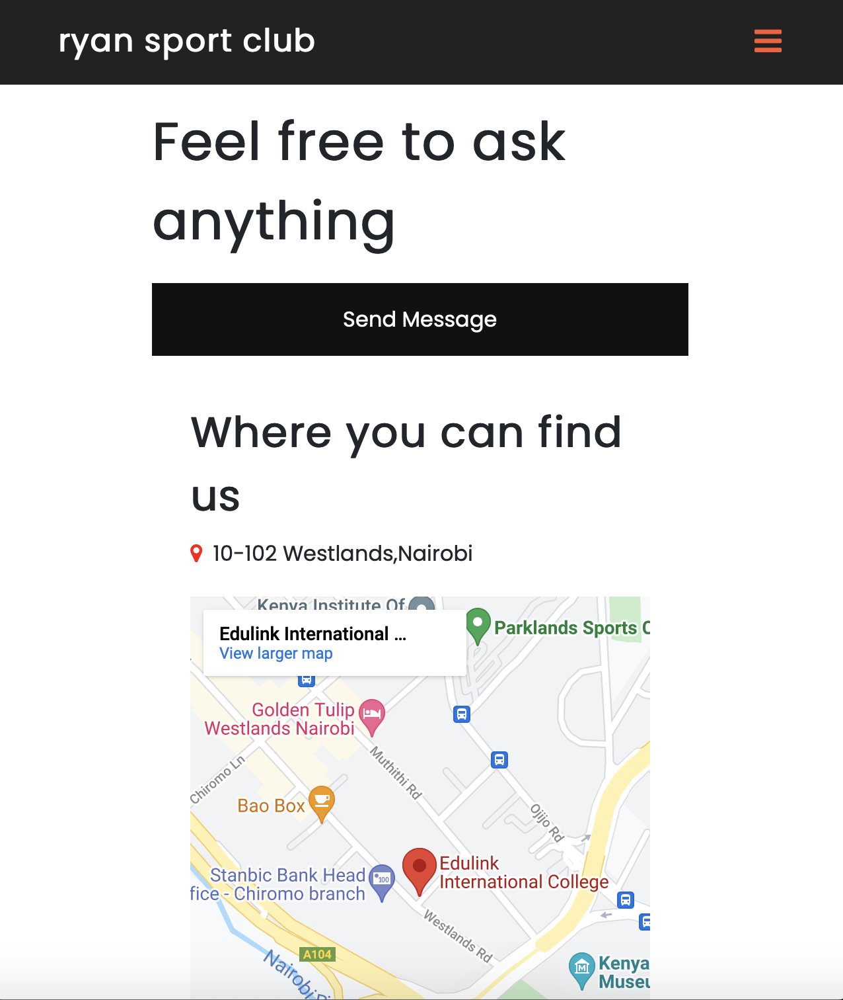 ryan sport club
Feel free to ask
anything
Send Message
Where you can find
us
10-102 Westlands,Nairobi
Kenya Institute Of
Edulink International ...
View larger map
Parklands Sports C
Golden Tulip
Westlands Nairobi
Muthithi Rd
Chiromo Ln
Bao Box
Ojijo Rd
Edulink
International College
Stanbic Bank Head
fice - Chiromo branch
100
Westlands Rd
A104
Nairobi
M
Kenya
Museu